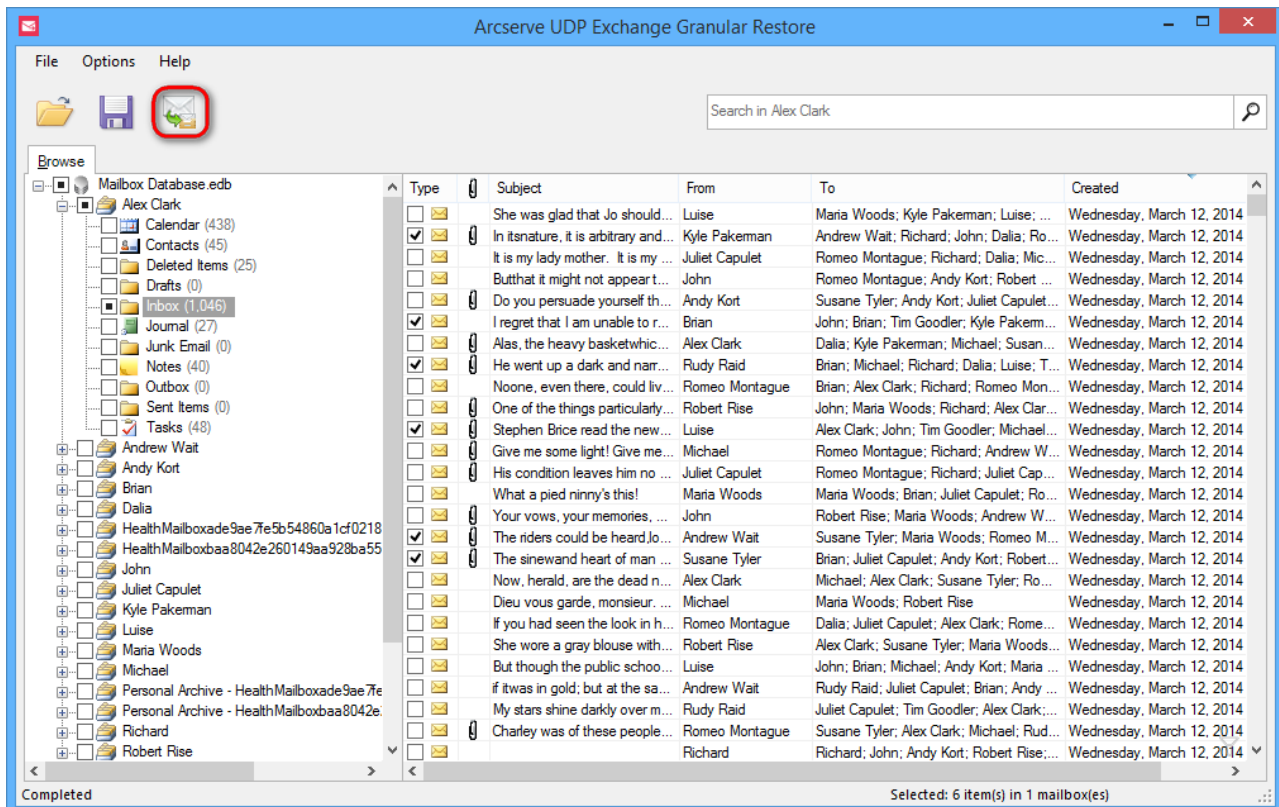 Arcserve UDP Exchange Granular Restore
File Options Help
Search in Alex Clark
Browse
Mailbox Database.edb
Alex Clark
Calendar (438)
Contacts (45)
Deleted Items (25)
Drafts (0)
Inbox (1,046)
Journal (27)
Junk Email (0)
Notes (40)
Outbox (0)
Sent Items (0)
Tasks (48)
Andrew Wait
Andy Kort
Brian
Dalia
HealthMailboxade9ae7fe5b54860a1cf0218
HealthMailboxbaa8042e260149aa928ba55
John
Juliet Capulet
Kyle Pakerman
Luise
Maria Woods
Michael
Personal Archive - HealthMailboxade9ae7fe
Personal Archive - HealthMailboxbaa8042e
Richard
Robert Rise
Type Subject From To Created
She was glad that Jo should... Luise Maria Woods; Kyle Pakerman; Luise; ... Wednesday, March 12, 2014
In itsnature, it is arbitrary and... Kyle Pakerman Andrew Wait; Richard; John; Dalia; Ro... Wednesday, March 12, 2014
It is my lady mother. It is my ... Juliet Capulet Romeo Montague; Richard; Dalia; Mic... Wednesday, March 12, 2014
Butthat it might not appear t... John Romeo Montague; Andy Kort; Robert ... Wednesday, March 12, 2014
Do you persuade yourself th... Andy Kort Susane Tyler; Andy Kort; Juliet Capulet... Wednesday, March 12, 2014
I regret that I am unable to r... Brian John; Brian; Tim Goodler; Kyle Pakerm... Wednesday, March 12, 2014
Alas, the heavy basketwhic... Alex Clark Dalia; Kyle Pakerman; Michael; Susan... Wednesday, March 12, 2014
He went up a dark and narr... Rudy Raid Brian; Michael; Richard; Dalia; Luise; T... Wednesday, March 12, 2014
Noone, even there, could liv... Romeo Montague Brian; Alex Clark; Richard; Romeo Mon... Wednesday, March 12, 2014
One of the things particularly... Robert Rise John; Maria Woods; Richard; Alex Clar... Wednesday, March 12, 2014
Stephen Brice read the new... Luise Alex Clark; John; Tim Goodler; Michael... Wednesday, March 12, 2014
Give me some light! Give me... Michael Romeo Montague; Richard; Andrew W... Wednesday, March 12, 2014
His condition leaves him no ... Juliet Capulet Romeo Montague; Richard; Juliet Cap... Wednesday, March 12, 2014
What a pied ninny's this! Maria Woods Maria Woods; Brian; Juliet Capulet; Ro... Wednesday, March 12, 2014
Your vows, your memories, ... John Robert Rise; Maria Woods; Andrew W... Wednesday, March 12, 2014
The riders could be heard,lo... Andrew Wait Susane Tyler; Maria Woods; Romeo M... Wednesday, March 12, 2014
The sinewand heart of man ... Susane Tyler Brian; Juliet Capulet; Andy Kort; Robert... Wednesday, March 12, 2014
Now, herald, are the dead n... Alex Clark Michael; Alex Clark; Susane Tyler; Ro... Wednesday, March 12, 2014
Dieu vous garde, monsieur. ... Michael Maria Woods; Robert Rise Wednesday, March 12, 2014
If you had seen the look in h... Romeo Montague Dalia; Juliet Capulet; Alex Clark; Rome... Wednesday, March 12, 2014
She wore a gray blouse with... Robert Rise Alex Clark; Susane Tyler; Maria Woods... Wednesday, March 12, 2014
But though the public schoo... Luise John; Brian; Michael; Andy Kort; Maria ... Wednesday, March 12, 2014
if itwas in gold; but at the sa... Andrew Wait Rudy Raid; Juliet Capulet; Brian; Andy ... Wednesday, March 12, 2014
My stars shine darkly over m... Rudy Raid Juliet Capulet; Tim Goodler; Alex Clark;... Wednesday, March 12, 2014
Charley was of these people... Romeo Montague Susane Tyler; Alex Clark; Michael; Rud... Wednesday, March 12, 2014
Richard Richard; John; Andy Kort; Robert Rise;... Wednesday, March 12, 2014
Completed Selected: 6 item(s) in 1 mailbox(es)